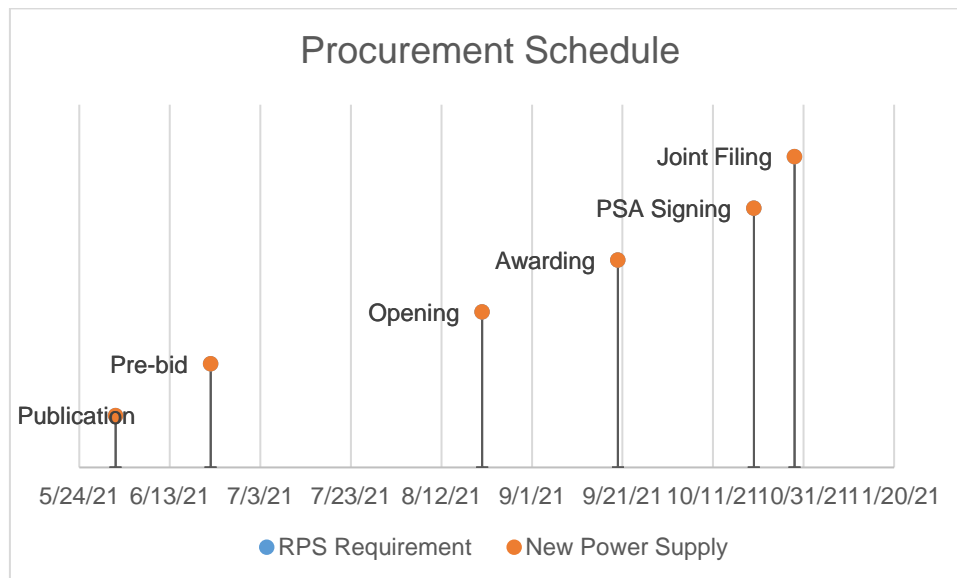 Procurement Schedule
Joint Filing
PSA Signing
Awarding
Opening
Pre-bid
Publication
5/24/21 6/13/21 7/3/21 7/23/21 8/12/21 9/1/21 9/21/21 10/11/21 10/31/21 11/20/21
RPS Requirement New Power Supply